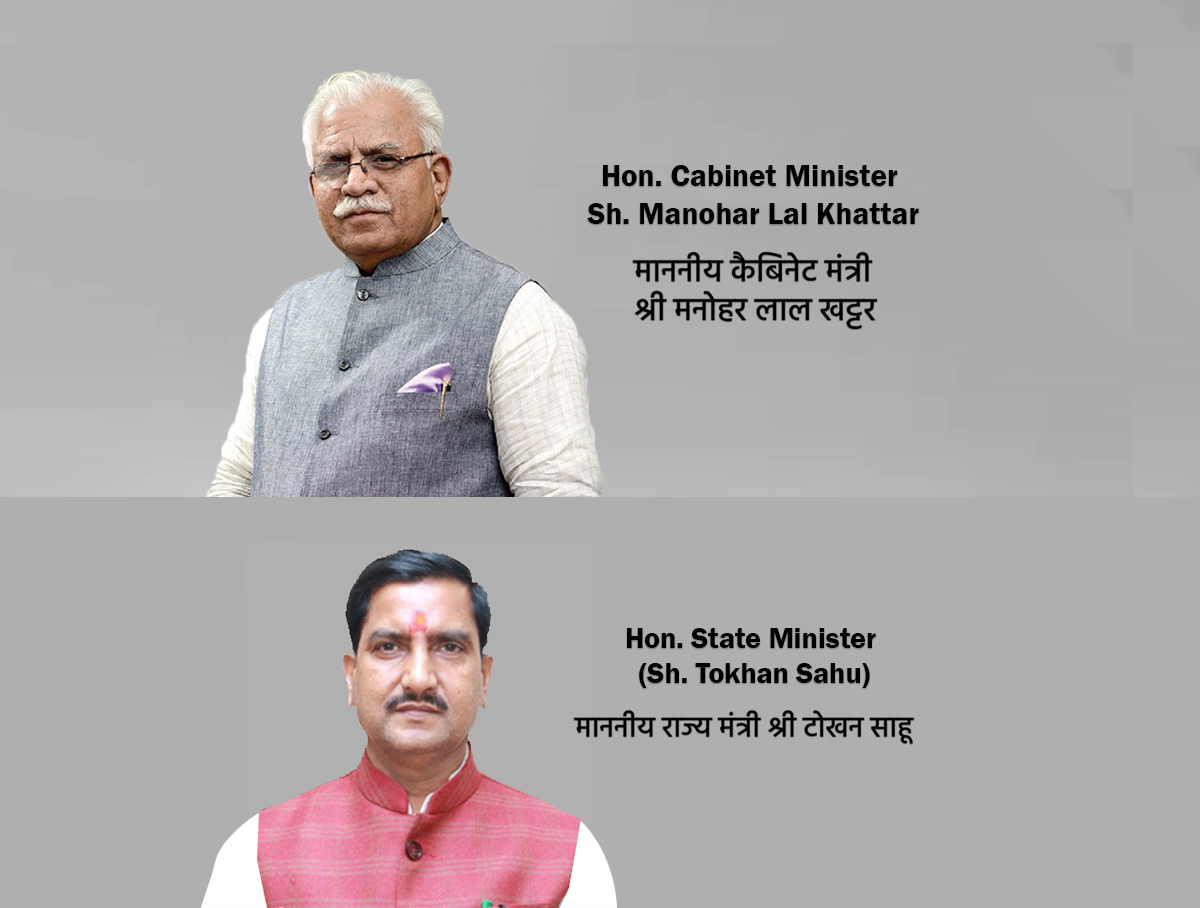 Hon. Cabinet Minister
Sh. Manohar Lal Khattar
माननीय कैबिनेट मंत्री
श्री मनोहर लाल खट्टर
Hon. State Minister
(Sh. Tokhan Sahu)
माननीय राज्य मंत्री श्री टोखन साहू